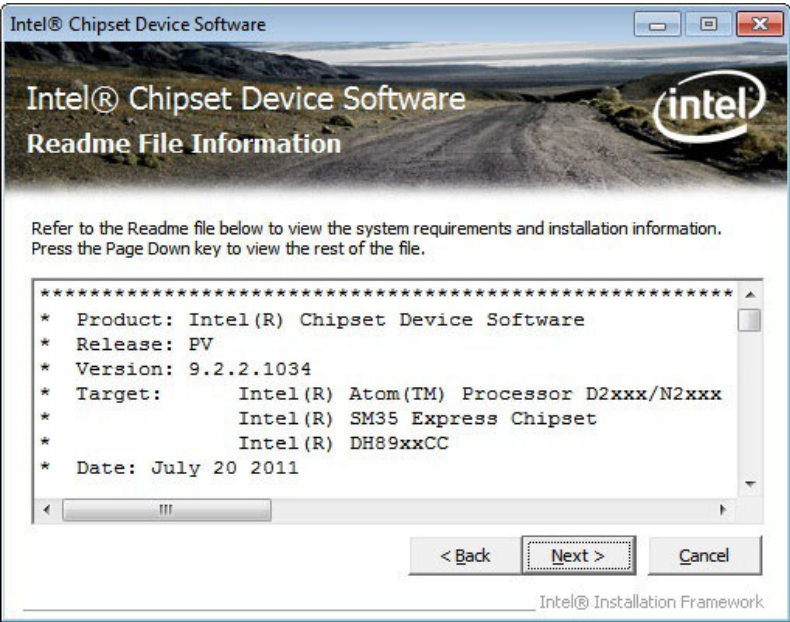 Intel® Chipset Device Software
Intel® Chipset Device Software
intel
Readme File Information
Refer to the Readme file below to view the system requirements and installation information.
Press the Page Down key to view the rest of the file.
********************************************************
* Product: Intel(R) Chipset Device Software
* Release: PV
* Version: 9.2.2.1034
* Target: Intel(R) Atom(TM) Processor D2xxx/N2xxx
* Intel(R) SM35 Express Chipset
* Intel(R) DH89xxCC
* Date: July 20 2011
< Back Next > Cancel
Intel® Installation Framework